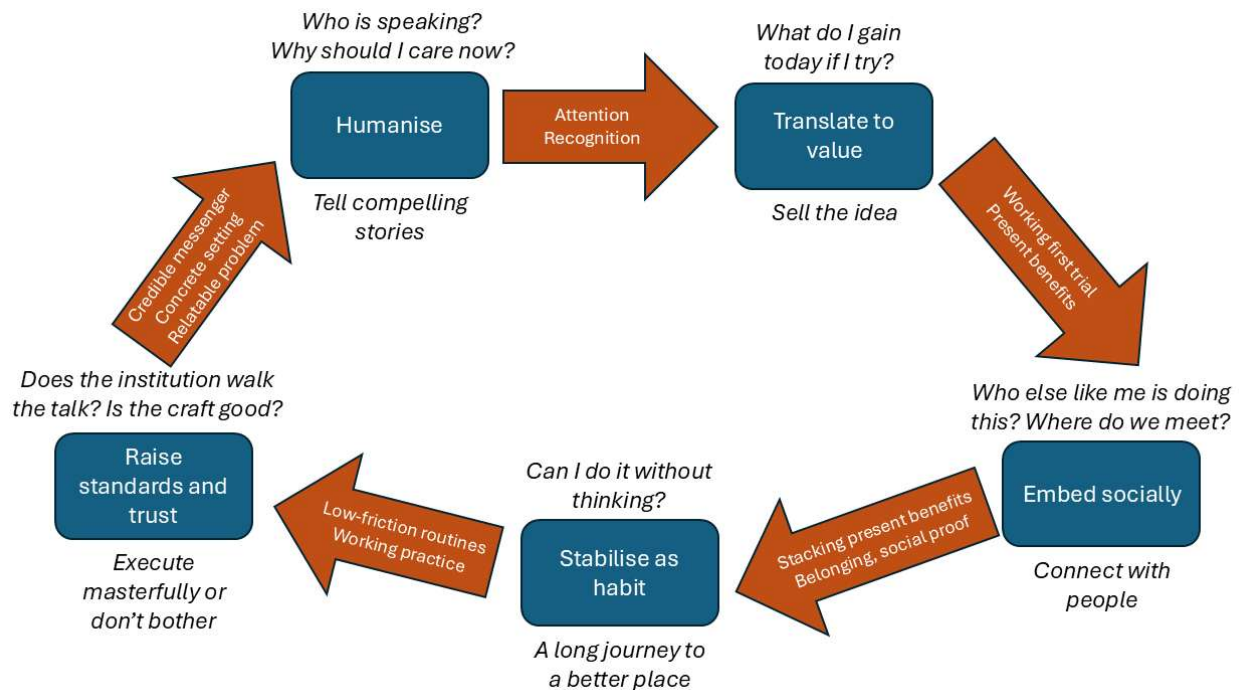 Who is speaking?
Why should I care now?
Humanise
Tell compelling
stories
Attention
Recognition
What do I gain
today if I try?
Translate to
value
Sell the idea
Working first trial
Present benefits
Who else like me is doing
this? Where do we meet?
Embed socially
Connect with
people
Stacking present benefits
Belonging, social proof
Can I do it without
thinking?
Stabilise as
habit
A long journey to
a better place
Low-friction routines
Working practice
Does the institution walk
the talk? Is the craft good?
Raise
standards and
trust
Execute
masterfully or
don't bother
Credible messenger
Concrete setting
Relatable problem